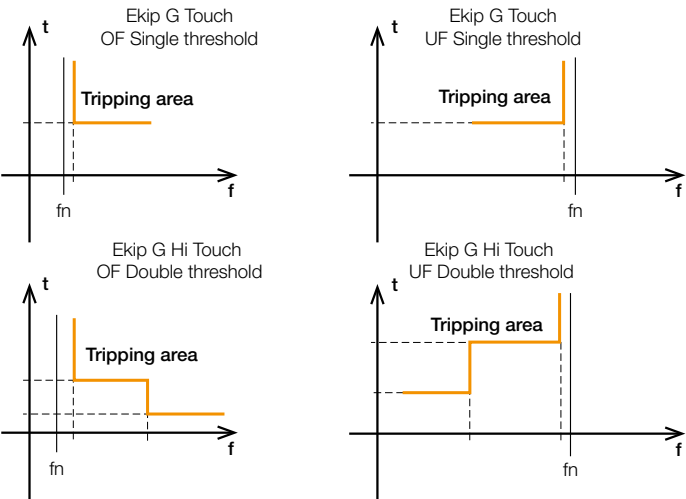 Ekip G Touch
OF Single threshold
t
Tripping area
f
fn
Ekip G Touch
UF Single threshold
t
Tripping area
f
fn
Ekip G Hi Touch
OF Double threshold
t
Tripping area
f
fn
Ekip G Hi Touch
UF Double threshold
t
Tripping area
f
fn